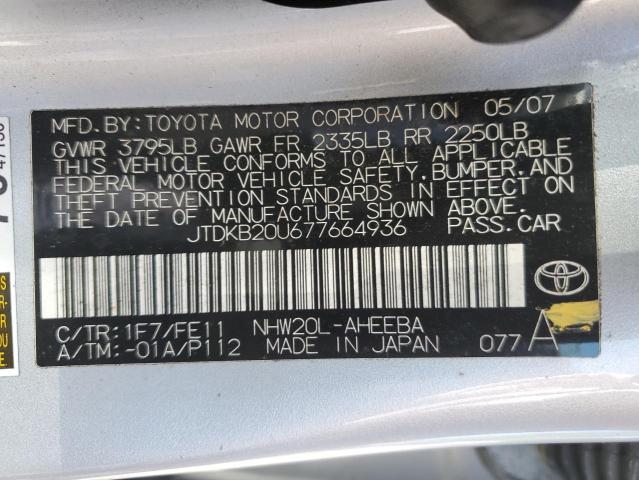 MFD.BY:TOYOTA MOTOR CORPORATION 05/07
GVWR 3795LB GAWR FR 2335LB RR 2250LB
THIS VEHICLE CONFORMS TO ALL APPLICABLE
FEDERAL MOTOR VEHICLE SAFETY,BUMPER,AND
THEFT PREVENTION STANDARDS IN EFFECT ON
THE DATE OF MANUFACTURE SHOWN ABOVE.
JTDKB20U677664936 PASS.CAR
C/TR:1F7/FE11 NHW20L-AHEEBA
A/TM:-01A/P112 MADE IN JAPAN 077 A